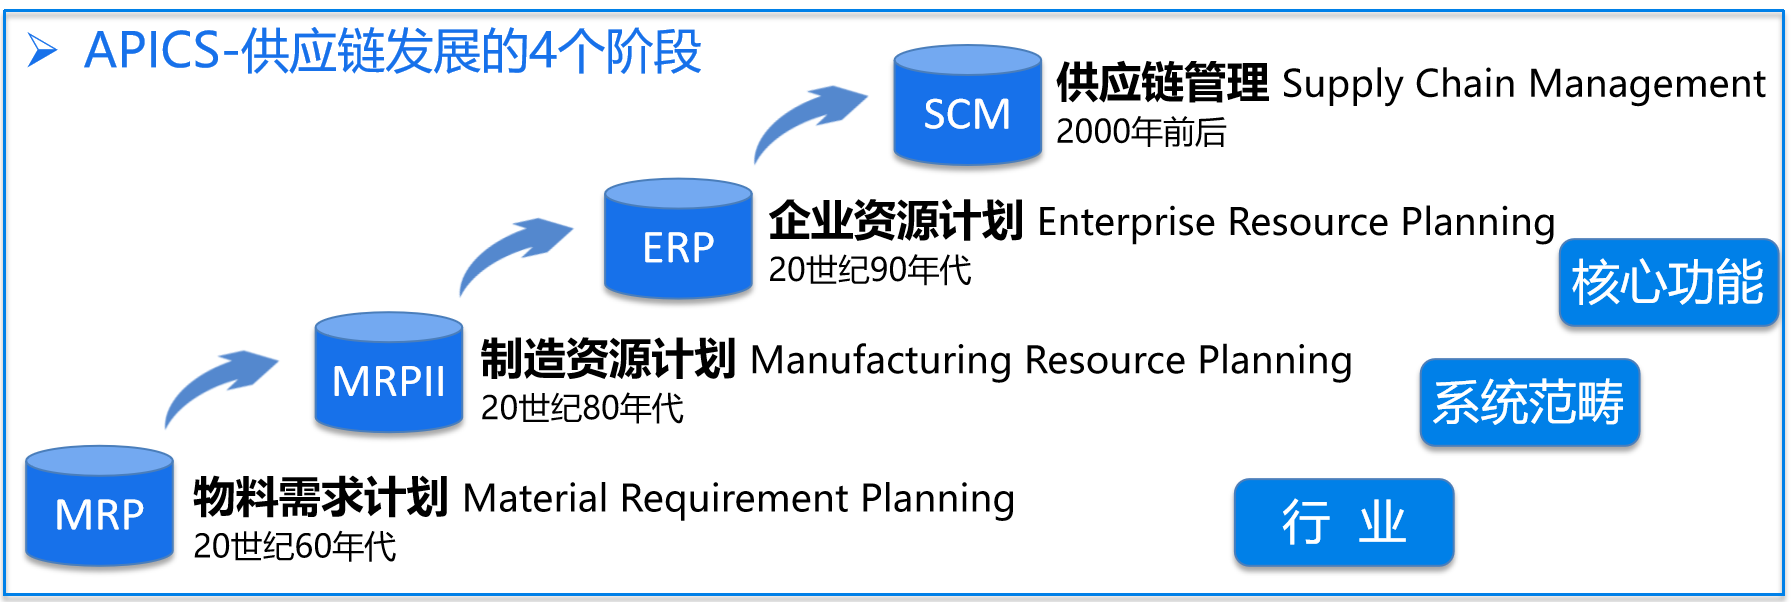 APICS-供应链发展的4个阶段
SCM
供应链管理 Supply Chain Management
2000年前后
ERP
企业资源计划 Enterprise Resource Planning
20世纪90年代
核心功能
MRPII
制造资源计划 Manufacturing Resource Planning
20世纪80年代
系统范畴
MRP
物料需求计划 Material Requirement Planning
20世纪60年代
行 业